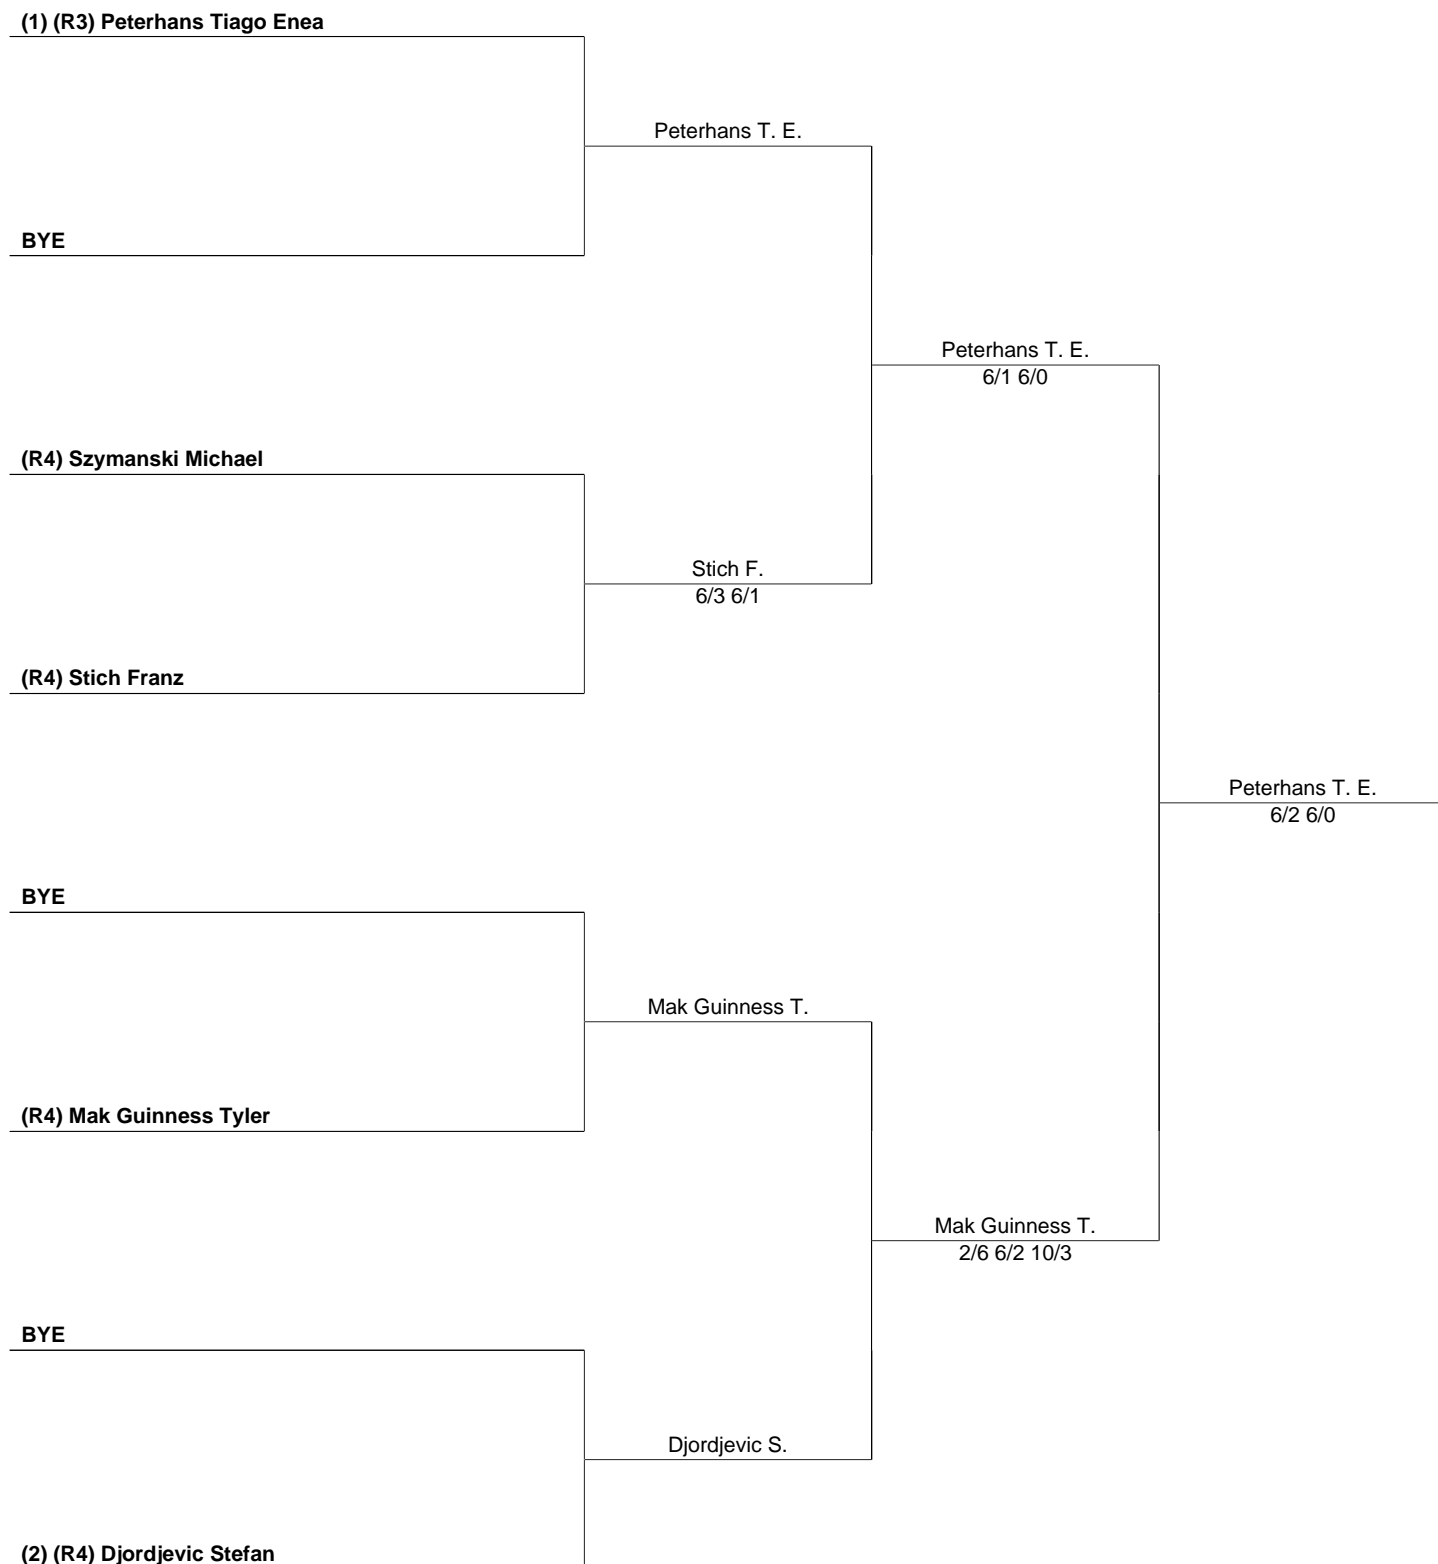 (1) (R3) Peterhans Tiago Enea
Peterhans T. E.
BYE
Peterhans T. E.
6/1 6/0
(R4) Szymanski Michael
Stich F.
6/3 6/1
(R4) Stich Franz
Peterhans T. E.
6/2 6/0
BYE
Mak Guinness T.
(R4) Mak Guinness Tyler
Mak Guinness T.
2/6 6/2 10/3
BYE
Djordjevic S.
(2) (R4) Djordjevic Stefan